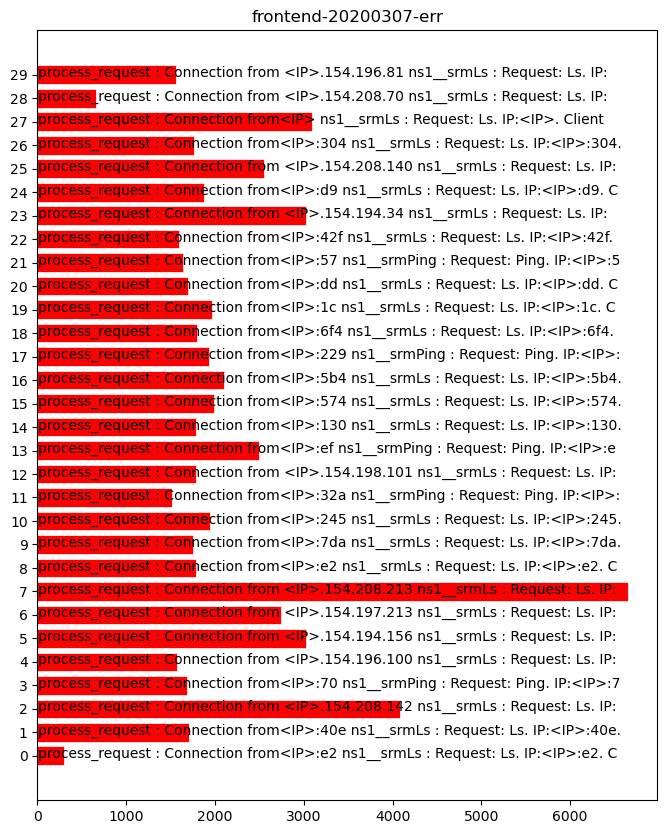 frontend-20200307-err
29 process_request : Connection from <IP>.154.196.81 ns1__srmLs : Request: Ls. IP:
28 process_request : Connection from <IP>.154.208.70 ns1__srmLs : Request: Ls. IP:
27 process_request : Connection from<IP> ns1__srmLs : Request: Ls. IP:<IP>. Client
26 process_request : Connection from<IP>:304 ns1__srmLs : Request: Ls. IP:<IP>:304.
25 process_request : Connection from <IP>.154.208.140 ns1__srmLs : Request: Ls. IP:
24 process_request : Connection from<IP>:d9 ns1__srmLs : Request: Ls. IP:<IP>:d9. C
23 process_request : Connection from <IP>.154.194.34 ns1__srmLs : Request: Ls. IP:
22 process_request : Connection from<IP>:42f ns1__srmLs : Request: Ls. IP:<IP>:42f.
21 process_request : Connection from<IP>:57 ns1__srmPing : Request: Ping. IP:<IP>:5
20 process_request : Connection from<IP>:dd ns1__srmLs : Request: Ls. IP:<IP>:dd. C
19 process_request : Connection from<IP>:1c ns1__srmLs : Request: Ls. IP:<IP>:1c. C
18 process_request : Connection from<IP>:6f4 ns1__srmLs : Request: Ls. IP:<IP>:6f4.
17 process_request : Connection from<IP>:229 ns1__srmPing : Request: Ping. IP:<IP>:
16 process_request : Connection from<IP>:5b4 ns1__srmLs : Request: Ls. IP:<IP>:5b4.
15 process_request : Connection from<IP>:574 ns1__srmLs : Request: Ls. IP:<IP>:574.
14 process_request : Connection from<IP>:130 ns1__srmLs : Request: Ls. IP:<IP>:130.
13 process_request : Connection from<IP>:ef ns1__srmPing : Request: Ping. IP:<IP>:e
12 process_request : Connection from <IP>.154.198.101 ns1__srmLs : Request: Ls. IP:
11 process_request : Connection from<IP>:32a ns1__srmPing : Request: Ping. IP:<IP>:
10 process_request : Connection from<IP>:245 ns1__srmLs : Request: Ls. IP:<IP>:245.
9 process_request : Connection from<IP>:7da ns1__srmLs : Request: Ls. IP:<IP>:7da.
8 process_request : Connection from<IP>:e2 ns1__srmLs : Request: Ls. IP:<IP>:e2. C
7 process_request : Connection from <IP>.154.208.213 ns1__srmLs : Request: Ls. IP:
6 process_request : Connection from <IP>.154.197.213 ns1__srmLs : Request: Ls. IP:
5 process_request : Connection from <IP>.154.194.156 ns1__srmLs : Request: Ls. IP:
4 process_request : Connection from <IP>.154.196.100 ns1__srmLs : Request: Ls. IP:
3 process_request : Connection from<IP>:70 ns1__srmPing : Request: Ping. IP:<IP>:7
2 process_request : Connection from <IP>.154.208.142 ns1__srmLs : Request: Ls. IP:
1 process_request : Connection from<IP>:40e ns1__srmLs : Request: Ls. IP:<IP>:40e.
0 process_request : Connection from<IP>:e2 ns1__srmLs : Request: Ls. IP:<IP>:e2. C
0 1000 2000 3000 4000 5000 6000